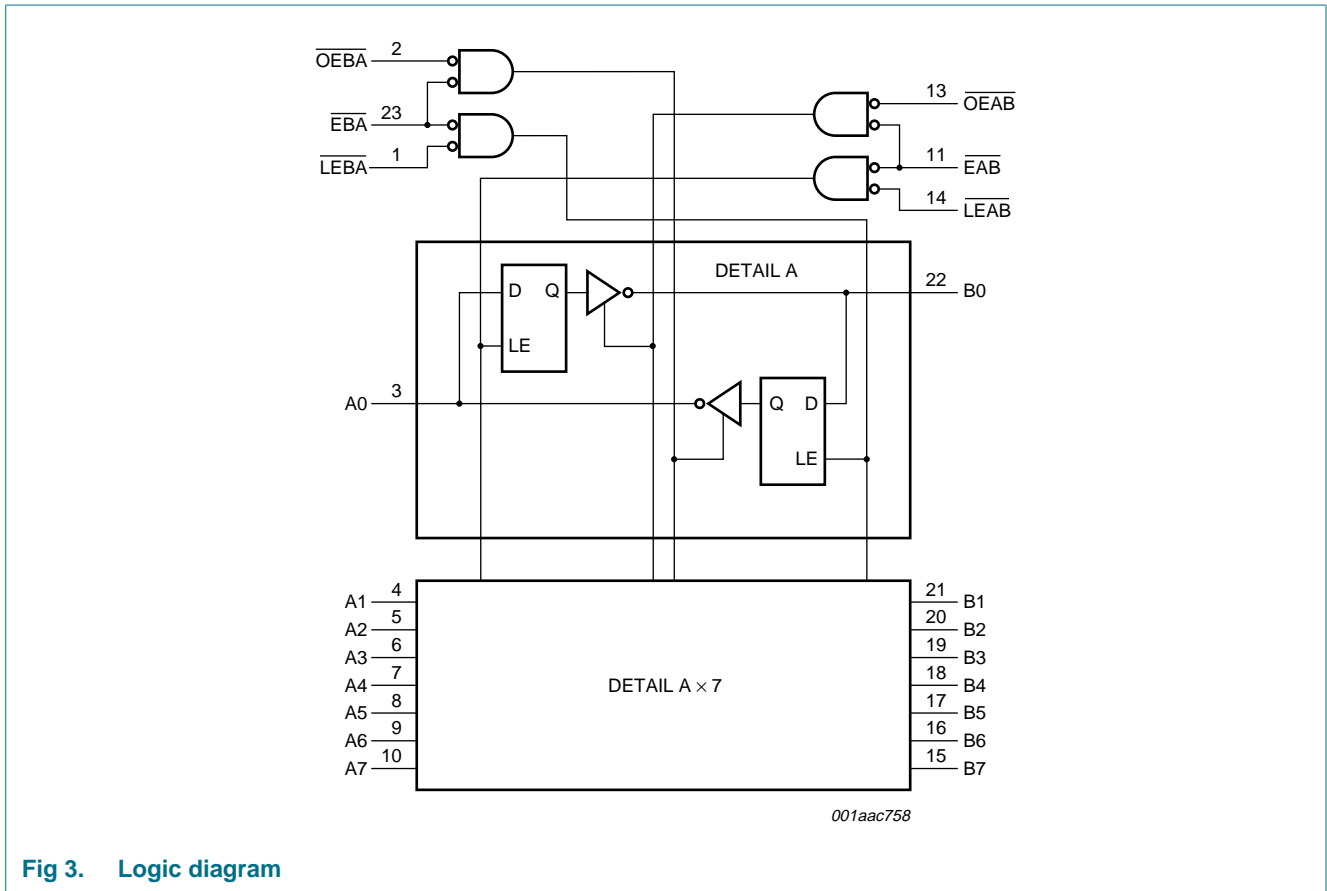 OEBA 2
EBA 23
LEBA 1
13 OEAB
11 EAB
14 LEAB
DETAIL A
D Q
LE
22 B0
A0 3
Q D
LE
A1 4
A2 5
A3 6
A4 7
A5 8
A6 9
A7 10
DETAIL A × 7
21 B1
20 B2
19 B3
18 B4
17 B5
16 B6
15 B7
001aac758
Fig 3. Logic diagram